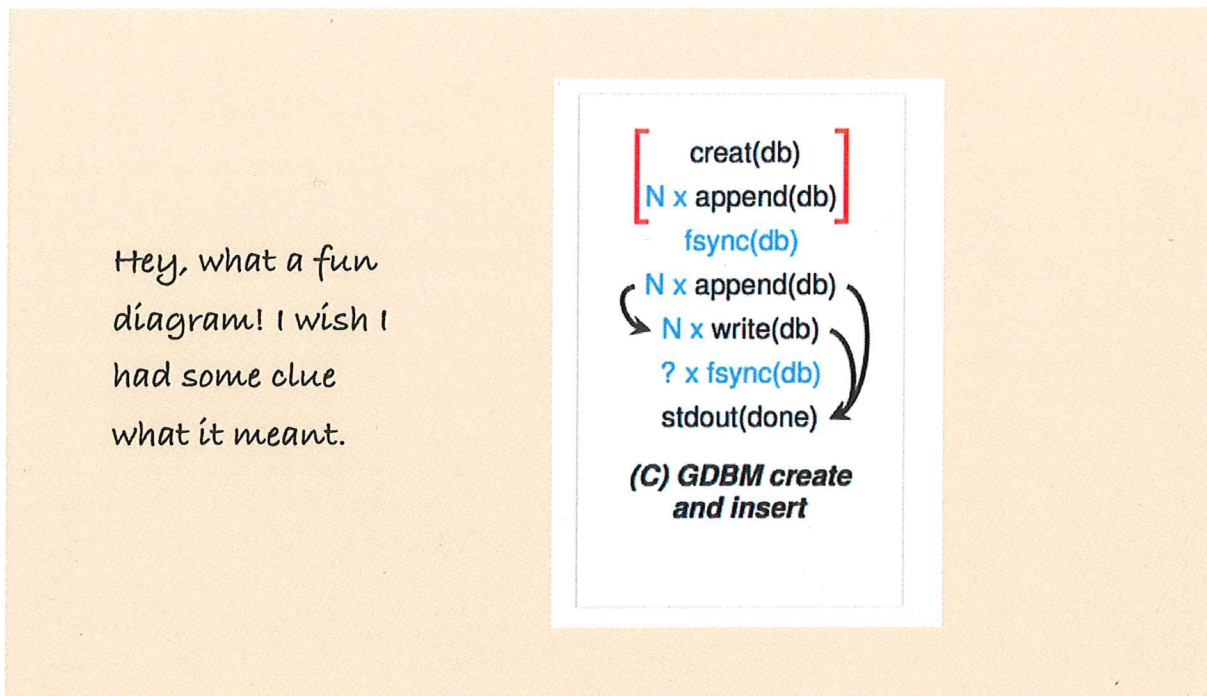 Hey, what a fun
diagram! I wish I
had some clue
what it meant.
creat(db)
N x append(db)
fsync(db)
N x append(db)
N x write(db)
? x fsync(db)
stdout(done)
(C) GDBM create
and insert